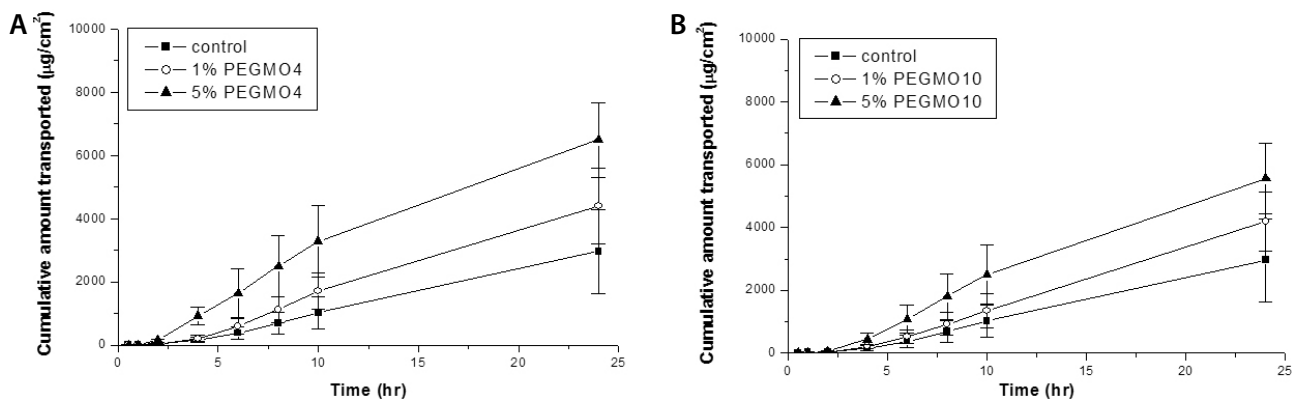 A
Cumulative amount transported (μg/cm²)
10000
8000
6000
4000
2000
0
control
1% PEGMO4
5% PEGMO4
0
5
10
15
20
25
Time (hr)
B
Cumulative amount transported (μg/cm²)
10000
8000
6000
4000
2000
0
control
1% PEGMO10
5% PEGMO10
0
5
10
15
20
25
Time (hr)